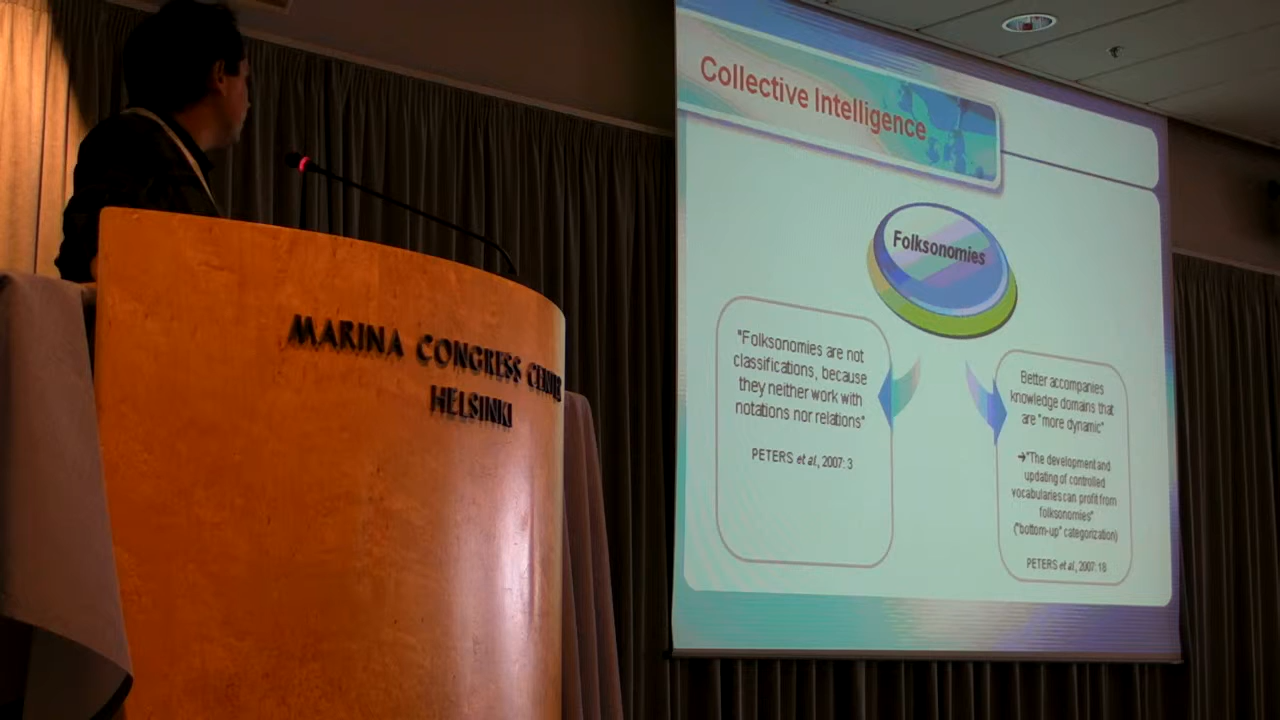 MARINA CONGRESS CENTER
HELSINKI
Collective Intelligence
Folksonomies
"Folksonomies are not
classifications, because
they neither work with
notations nor relations"
PETERS et al., 2007: 3
Better accompanies
knowledge domains that
are "more dynamic"
➔"The development and
updating of controlled
vocabularies can profit from
folksonomies"
("bottom-up" categorization)
PETERS et al., 2007: 18